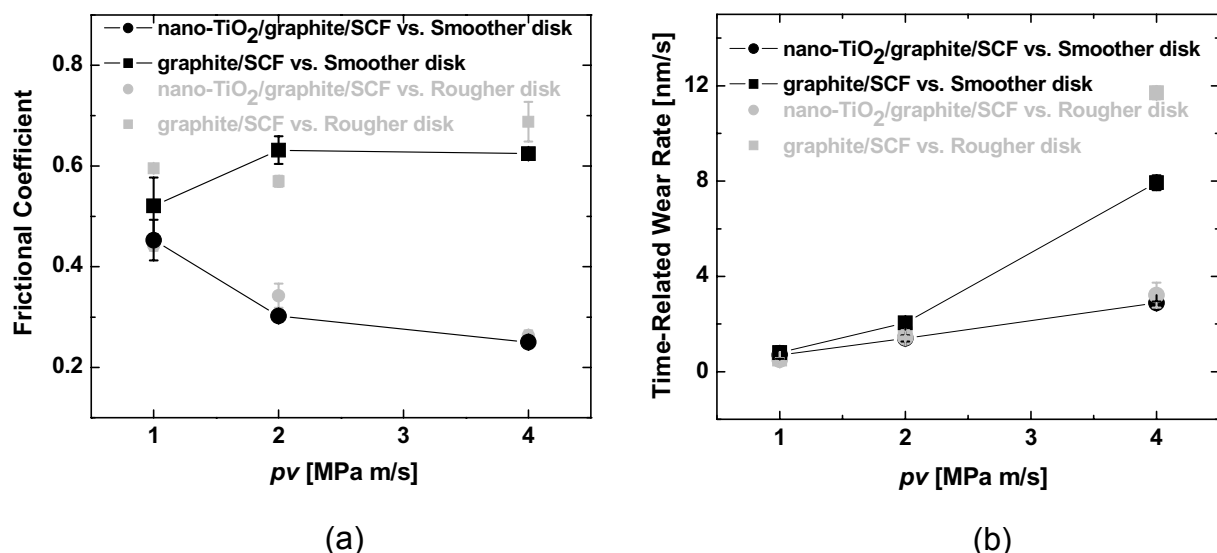 nano-TiO2/graphite/SCF vs. Smoother disk
graphite/SCF vs. Smoother disk
nano-TiO2/graphite/SCF vs. Rougher disk
graphite/SCF vs. Rougher disk
Frictional Coefficient
0.8
0.6
0.4
0.2
1
2
3
4
pv [MPa m/s]
(a)
nano-TiO2/graphite/SCF vs. Smoother disk
graphite/SCF vs. Smoother disk
nano-TiO2/graphite/SCF vs. Rougher disk
graphite/SCF vs. Rougher disk
Time-Related Wear Rate [nm/s]
12
8
4
0
1
2
3
4
pv [MPa m/s]
(b)